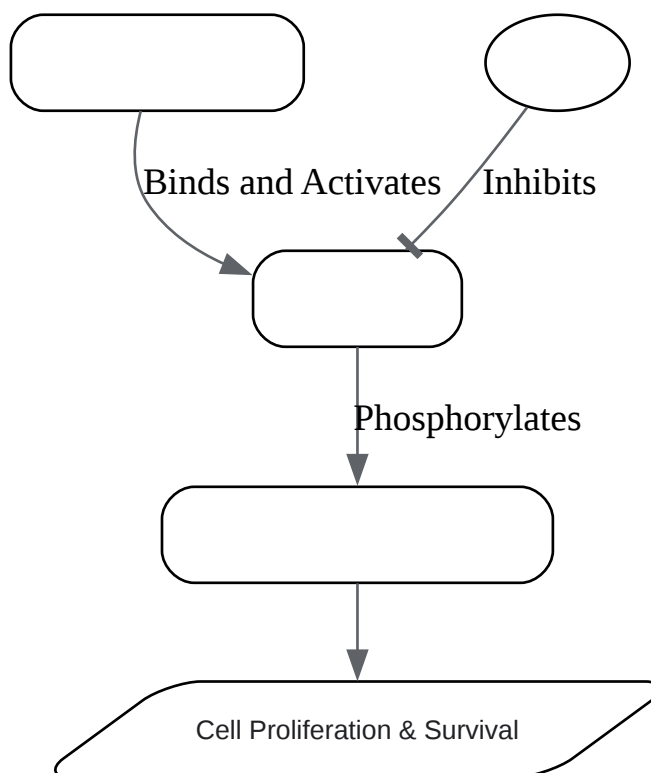 Binds and Activates
Inhibits
Phosphorylates
Cell Proliferation & Survival